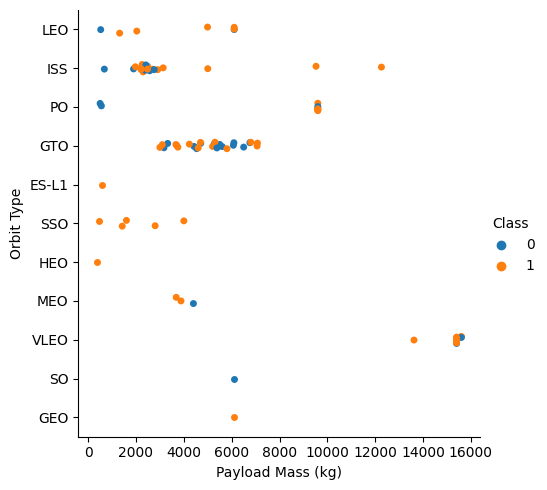 LEO
ISS
PO
GTO
ES-L1
SSO
HEO
MEO
VLEO
SO
GEO
Orbit Type
0 2000 4000 6000 8000 10000 12000 14000 16000
Payload Mass (kg)
Class
0
1